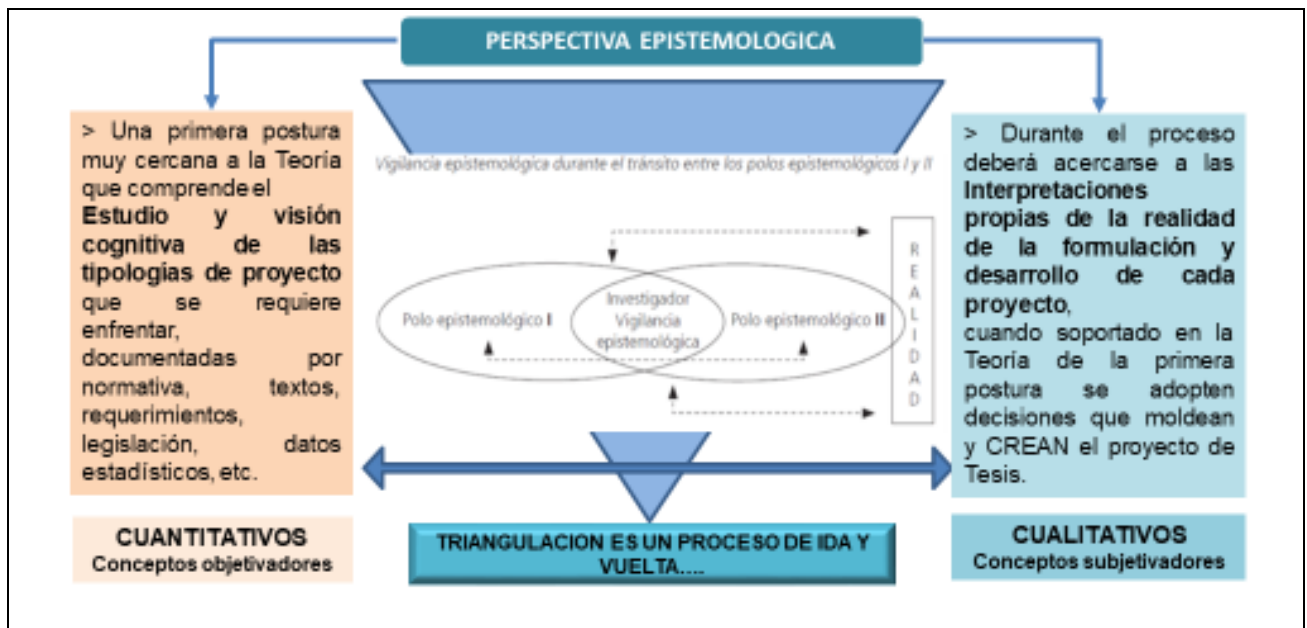 PERSPECTIVA EPISTEMOLOGICA
> Una primera postura
muy cercana a la Teoría
que comprende el
Estudio y visión
cognitiva de las
tipologías de proyecto
que se requiere
enfrentar,
documentadas por
normativa, textos,
requerimientos,
legislación, datos
estadísticos, etc.
CUANTITATIVOS
Conceptos objetivadores
Vigilancia epistemológica durante el tránsito entre los polos epistemológicos I y II
Polo epistemológico I
Investigador
Vigilancia
epistemológica
Polo epistemológico II
REALIDAD
TRIANGULACION ES UN PROCESO DE IDA Y
VUELTA....
> Durante el proceso
deberá acercarse a las
Interpretaciones
propias de la realidad
de la formulación y
desarrollo de cada
proyecto,
cuando soportado en la
Teoría de la primera
postura se adopten
decisiones que moldean
y CREAN el proyecto de
Tesis.
CUALITATIVOS
Conceptos subjetivadores